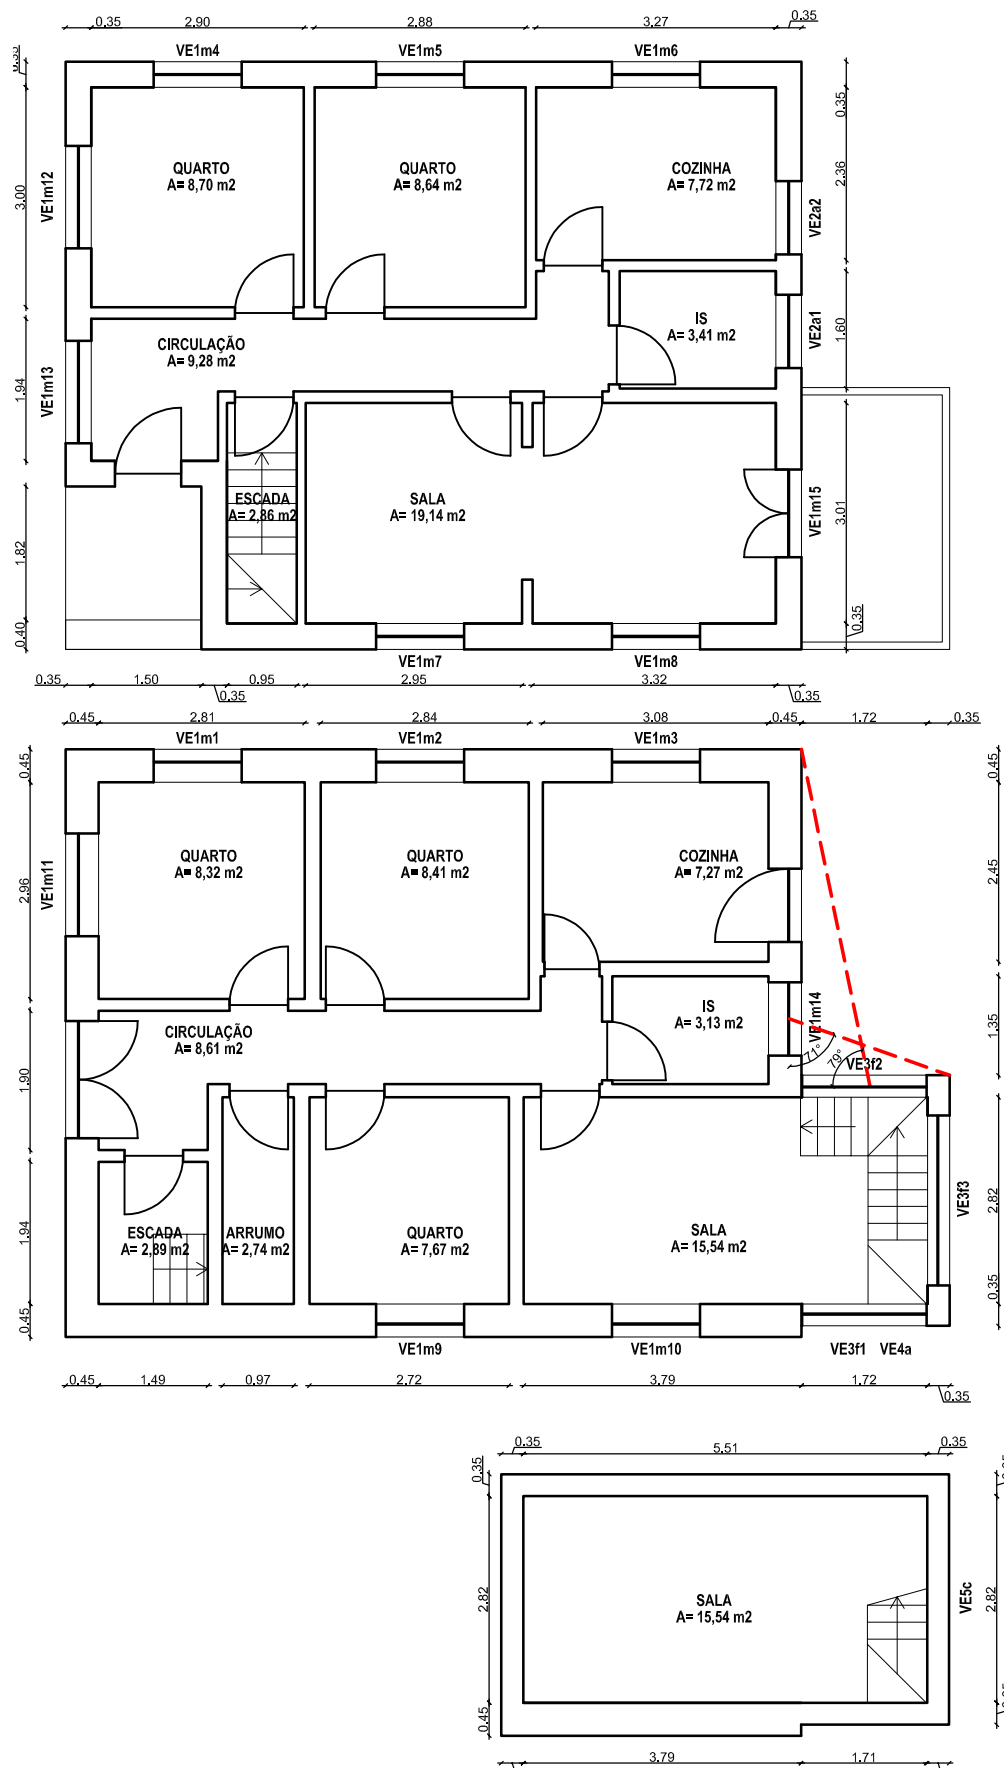 0.35 2.90 2.88 3.27 0.35
VE1m4 VE1m5 VE1m6
0.35
0.35
QUARTO
A= 8,70 m2
QUARTO
A= 8,64 m2
COZINHA
A= 7,72 m2
3.00
VE1m12
2.36
VE2a2
IS
A= 3,41 m2
VE2a1
1.60
CIRCULAÇÃO
A= 9,28 m2
1.94
VE1m13
ESCADA
A= 2,86 m2
SALA
A= 19,14 m2
VE1m15
3.01
1.82
0.40
0.35
VE1m7 VE1m8
0.35 1.50 0.35 0.95 2.95 3.32 0.35
0.45 2.81 2.84 3.08 0.45 1.72 0.35
VE1m1 VE1m2 VE1m3
0.45
QUARTO
A= 8,32 m2
QUARTO
A= 8,41 m2
COZINHA
A= 7,27 m2
2.96
VE1m11
2.45
IS
A= 3,13 m2
VE1m14
1.35
71°
79°
VE3f2
CIRCULAÇÃO
A= 8,61 m2
1.90
ESCADA
A= 2,89 m2
ARRUMO
A= 2,74 m2
QUARTO
A= 7,67 m2
SALA
A= 15,54 m2
VE3f3
2.82
1.94
0.45
0.35
VE1m9 VE1m10 VE3f1 VE4a
0.45 1.49 0.97 2.72 3.79 1.72 0.35
0.35 5.51 0.35
0.35
SALA
A= 15,54 m2
2.82
VE5c
2.82
0.45
3.79 1.71